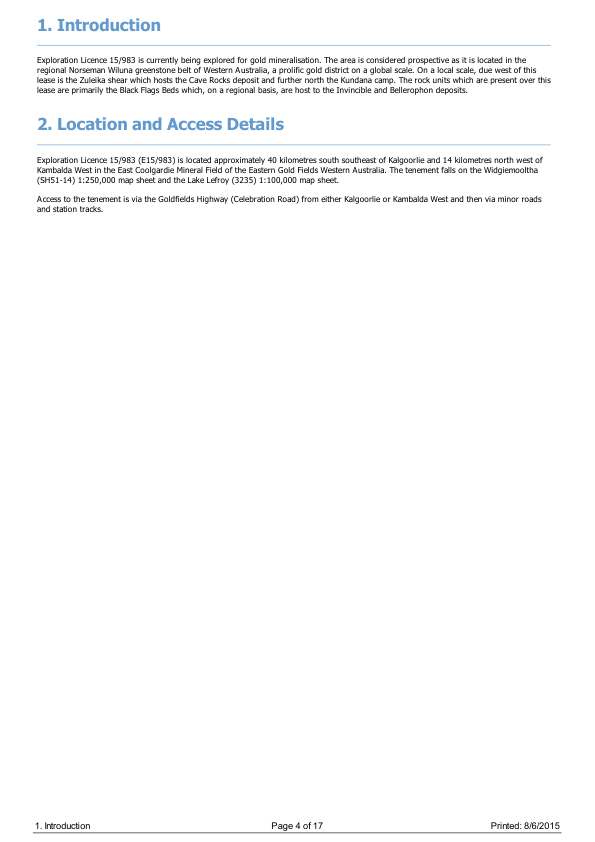 1. Introduction
Exploration Licence 15/983 is currently being explored for gold mineralisation. The area is considered prospective as it is located in the
regional Norseman Wiluna greenstone belt of Western Australia, a prolific gold district on a global scale. On a local scale, due west of this
lease is the Zuleika shear which hosts the Cave Rocks deposit and further north the Kundana camp. The rock units which are present over this
lease are primarily the Black Flags Beds which, on a regional basis, are host to the Invincible and Bellerophon deposits.
2. Location and Access Details
Exploration Licence 15/983 (E15/983) is located approximately 40 kilometres south southeast of Kalgoorlie and 14 kilometres north west of
Kambalda West in the East Coolgardie Mineral Field of the Eastern Gold Fields Western Australia. The tenement falls on the Widgiemooltha
(SH51-14) 1:250,000 map sheet and the Lake Lefroy (3235) 1:100,000 map sheet.
Access to the tenement is via the Goldfields Highway (Celebration Road) from either Kalgoorlie or Kambalda West and then via minor roads
and station tracks.
1. Introduction Page 4 of 17 Printed: 8/6/2015